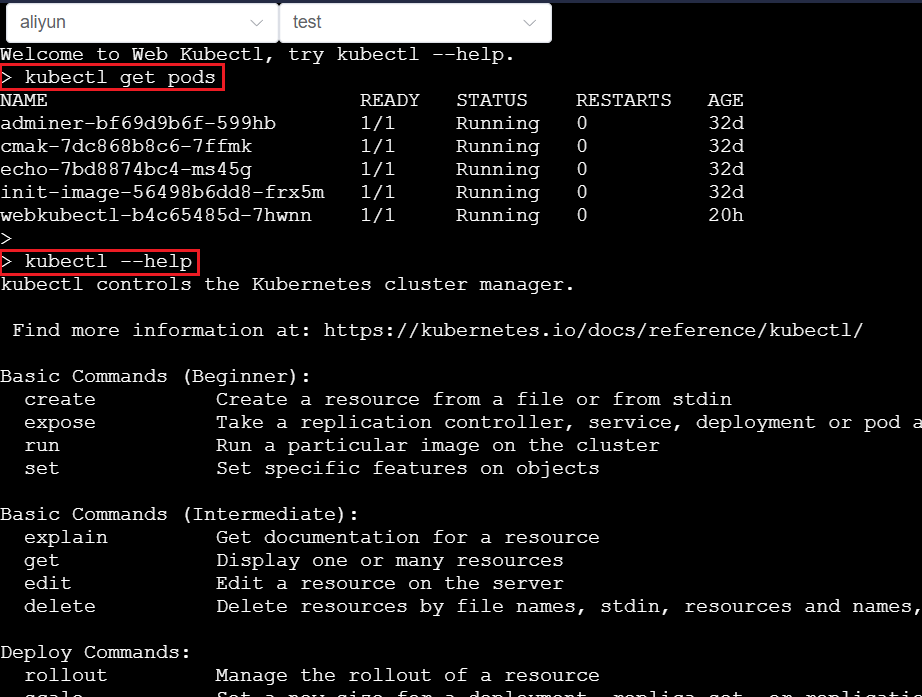 aliyun test
Welcome to Web Kubectl, try kubectl --help.
> kubectl get pods
NAME READY STATUS RESTARTS AGE
adminer-bf69d9b6f-599hb 1/1 Running 0 32d
cmak-7dc868b8c6-7ffmk 1/1 Running 0 32d
echo-7bd8874bc4-ms45g 1/1 Running 0 32d
init-image-56498b6dd8-frx5m 1/1 Running 0 32d
webkubectl-b4c65485d-7hwnn 1/1 Running 0 20h
>
> kubectl --help
kubectl controls the Kubernetes cluster manager.
Find more information at: https://kubernetes.io/docs/reference/kubectl/
Basic Commands (Beginner):
create Create a resource from a file or from stdin
expose Take a replication controller, service, deployment or pod a
run Run a particular image on the cluster
set Set specific features on objects
Basic Commands (Intermediate):
explain Get documentation for a resource
get Display one or many resources
edit Edit a resource on the server
delete Delete resources by file names, stdin, resources and names,
Deploy Commands:
rollout Manage the rollout of a resource